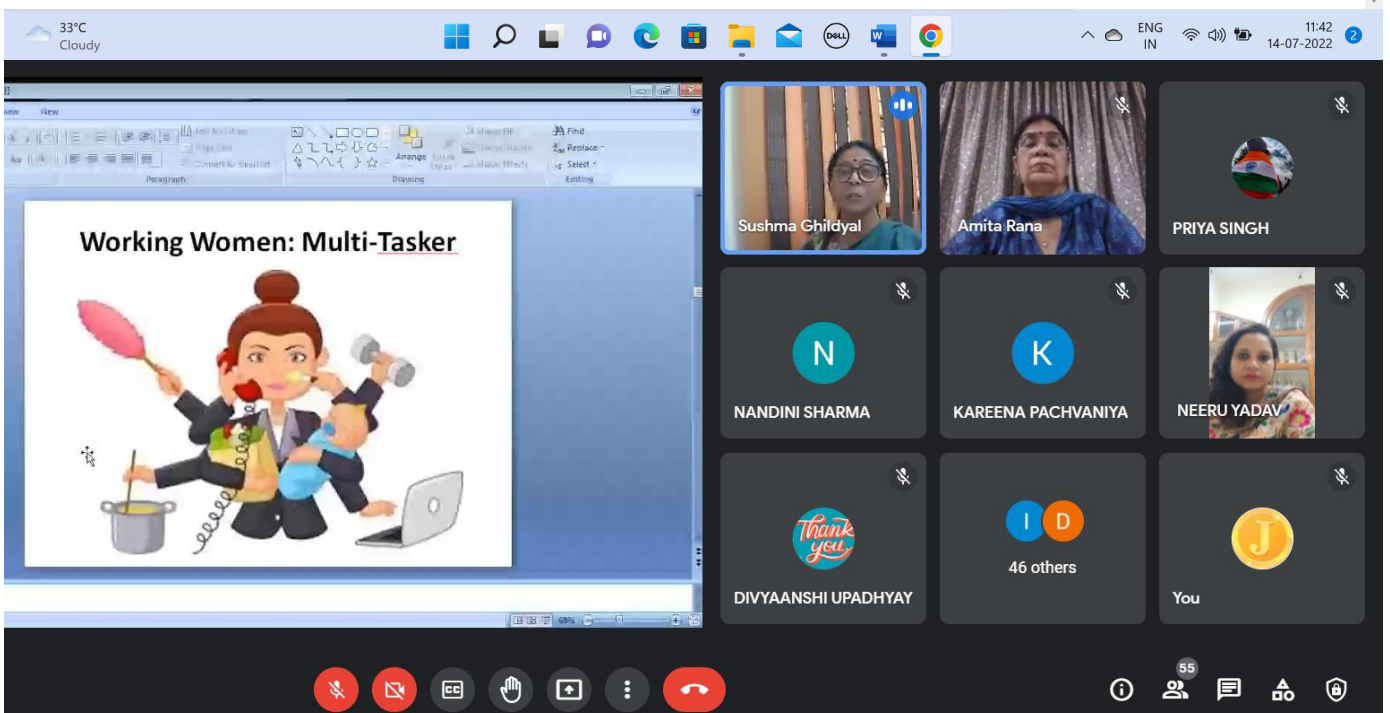 33°C
Cloudy
DELL
W
ENG
IN
11:42
14-07-2022
2
View
Find
Replace
Select
Arrange
Paragraph
Drawing
Editing
Working Women: Multi-Tasker
68%
Sushma Ghildyal
Amita Rana
PRIYA SINGH
N
NANDINI SHARMA
K
KAREENA PACHVANIYA
NEERU YADAV
Thank
you
DIVYAANSHI UPADHYAY
I D
46 others
J
You
CC
55